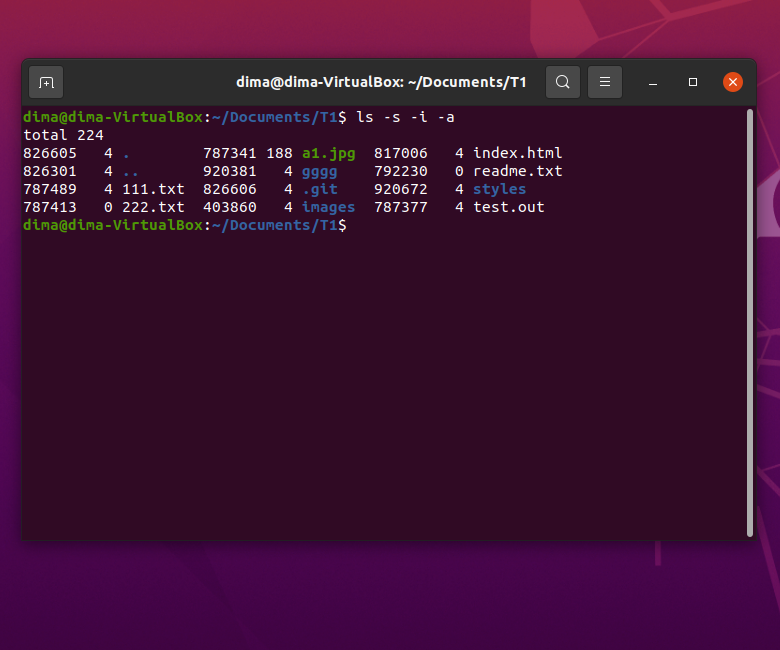 dima@dima-VirtualBox: ~/Documents/T1
dima@dima-VirtualBox:~/Documents/T1$ ls -s -i -a
total 224
826605   4 .        787341 188 a1.jpg  817006   4 index.html
826301   4 ..       920381   4 gggg    792230   0 readme.txt
787489   4 111.txt  826606   4 .git    920672   4 styles
787413   0 222.txt  403860   4 images  787377   4 test.out
dima@dima-VirtualBox:~/Documents/T1$